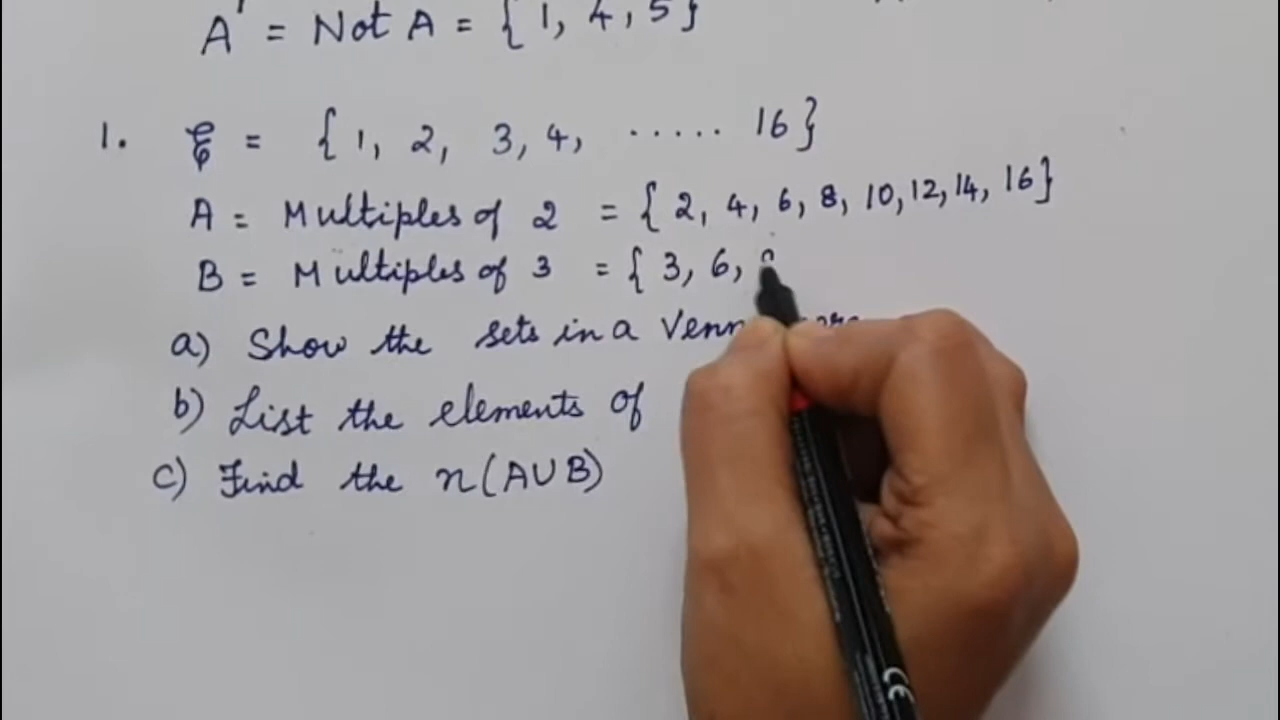 A' = Not A = { 1, 4, 5 }
1. ξ = { 1, 2, 3, 4, ..... 16 }
A = Multiples of 2 = { 2, 4, 6, 8, 10, 12, 14, 16 }
B = Multiples of 3 = { 3, 6,
a) Show the sets in a Venn
b) List the elements of
c) Find the n(A∪B)
CE